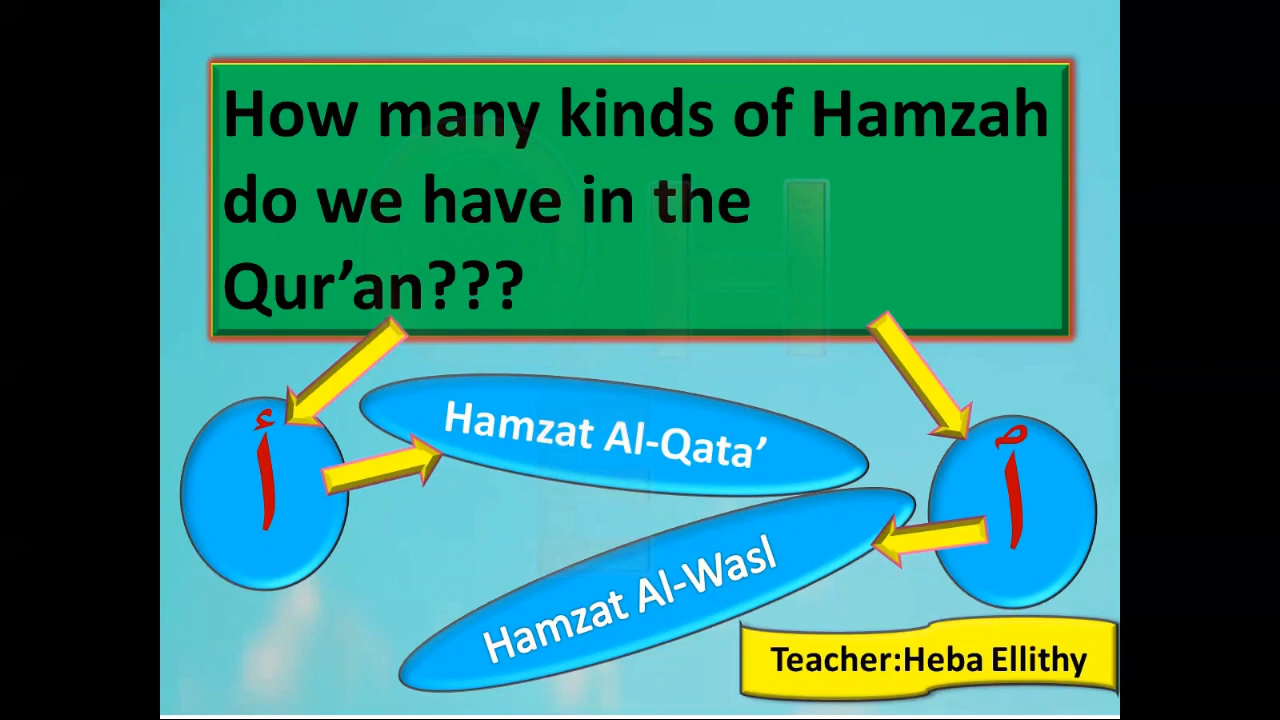 How many kinds of Hamzah
do we have in the
Qur’an???
أ
Hamzat Al-Qata’
ٱ
Hamzat Al-Wasl
Teacher:Heba Ellithy